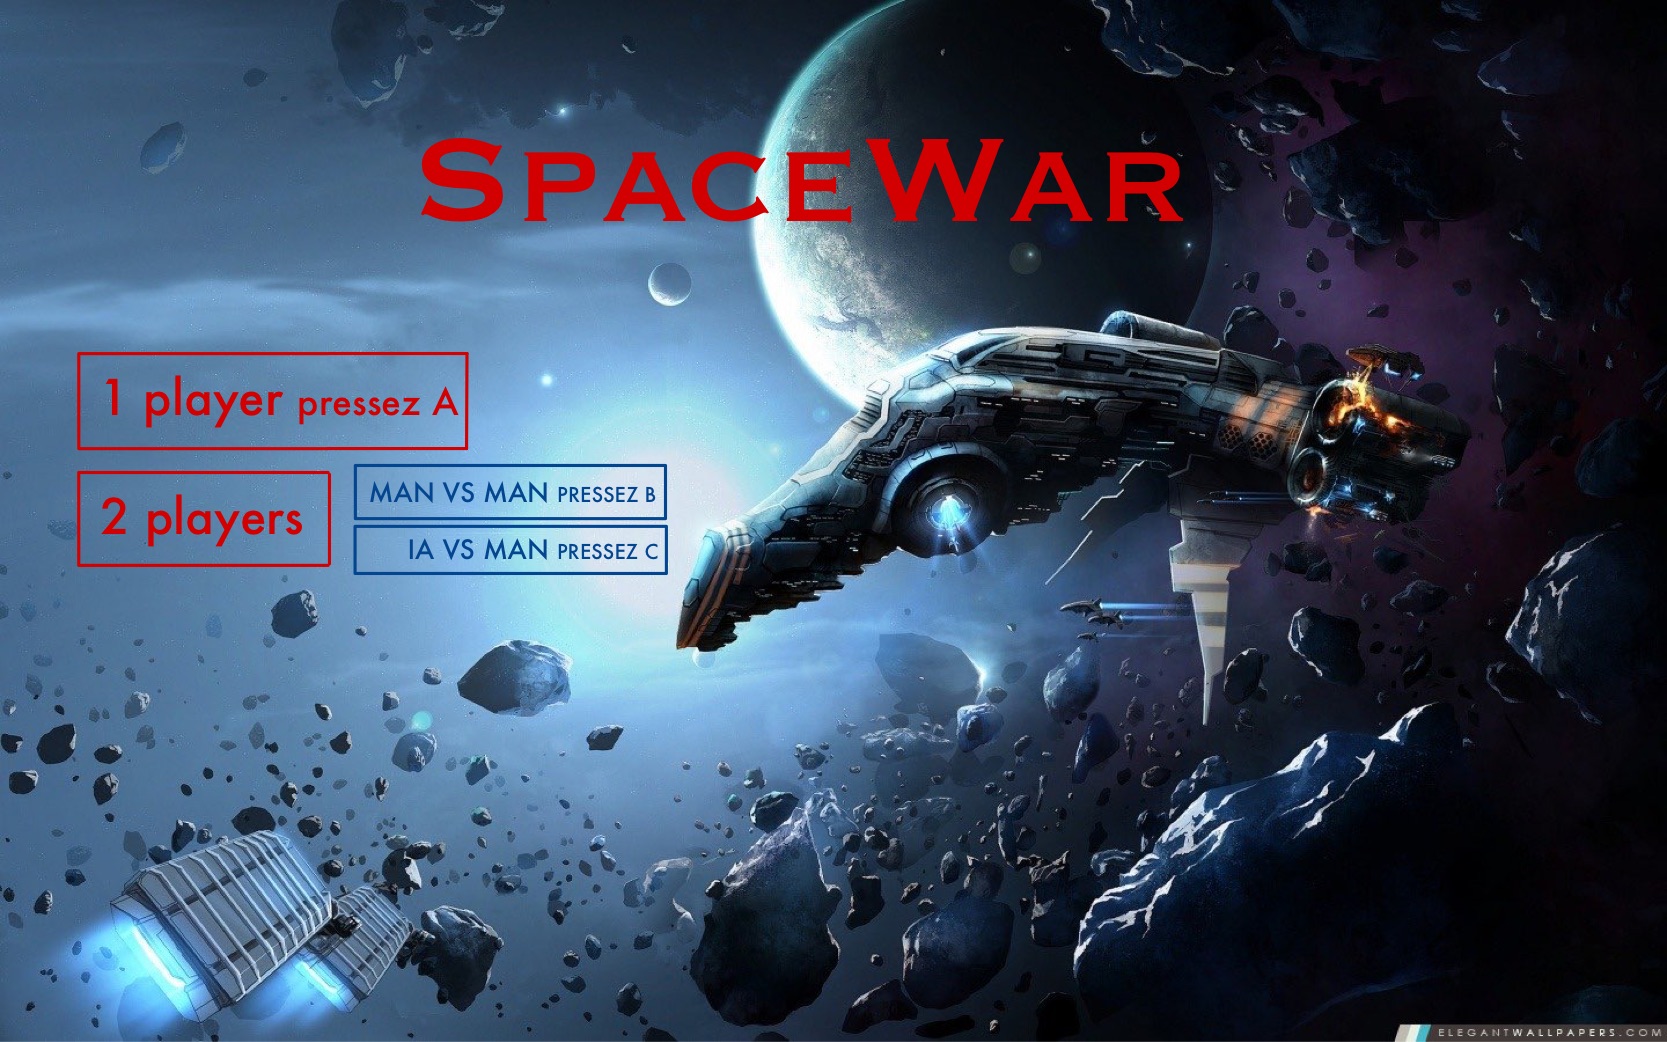 SpaceWar
1 player pressez A
2 players
MAN VS MAN PRESSEZ B
IA VS MAN PRESSEZ C
ELEGANTWALLPAPERS.COM